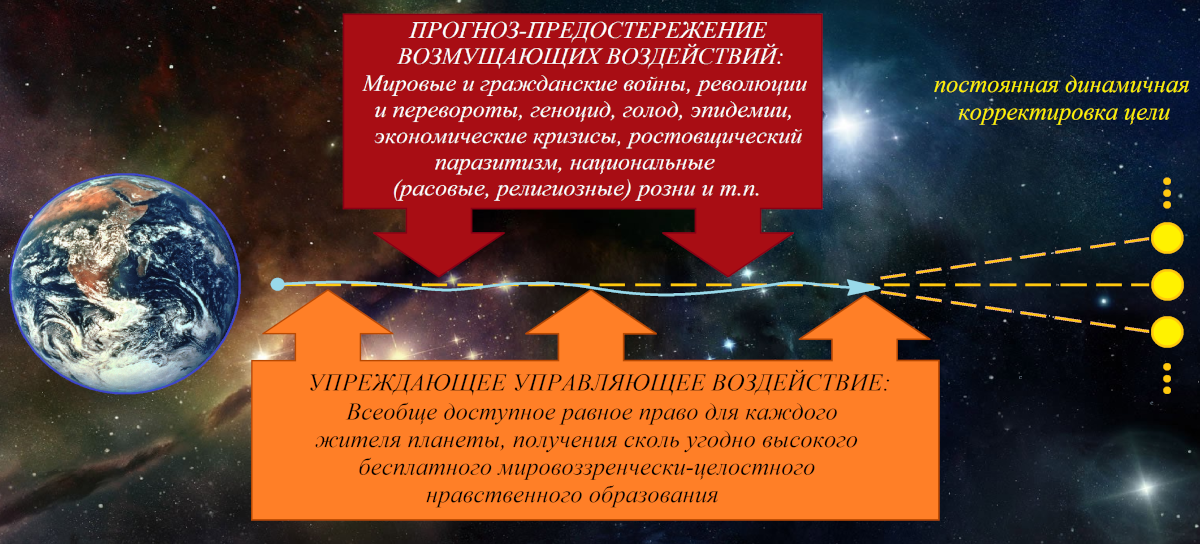 ПРОГНОЗ-ПРЕДОСТЕРЕЖЕНИЕ
ВОЗМУЩАЮЩИХ ВОЗДЕЙСТВИЙ:
Мировые и гражданские войны, революции
и перевороты, геноцид, голод, эпидемии,
экономические кризисы, ростовщический
паразитизм, национальные
(расовые, религиозные) розни и т.п.
постоянная динамичная
корректировка цели
УПРЕЖДАЮЩЕЕ УПРАВЛЯЮЩЕЕ ВОЗДЕЙСТВИЕ:
Всеобще доступное равное право для каждого
жителя планеты, получения сколь угодно высокого
бесплатного мировоззренчески-целостного
нравственного образования